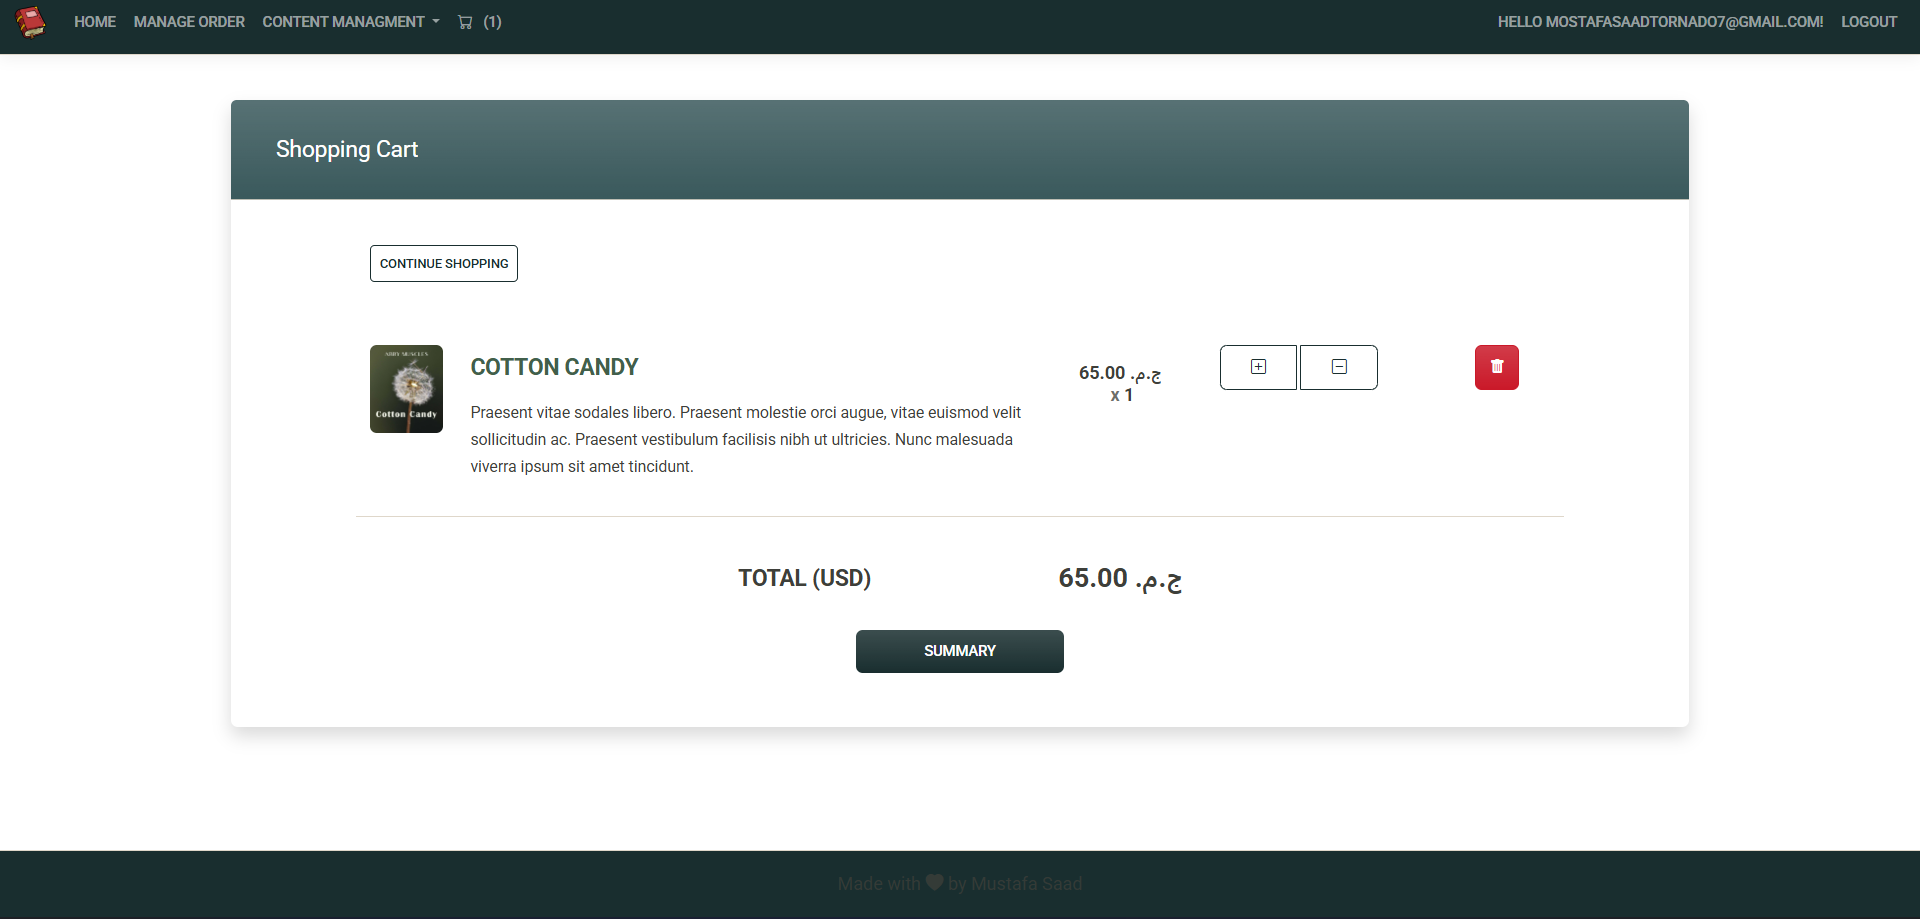 HOME MANAGE ORDER CONTENT MANAGMENT (1) HELLO MOSTAFASAADTORNADO7@GMAIL.COM! LOGOUT
Shopping Cart
CONTINUE SHOPPING
ABBY MUSCLES
Cotton Candy
COTTON CANDY
Praesent vitae sodales libero. Praesent molestie orci augue, vitae euismod velit
sollicitudin ac. Praesent vestibulum facilisis nibh ut ultricies. Nunc malesuada
viverra ipsum sit amet tincidunt.
ج.م.‏ 65.00
x 1
TOTAL (USD) ج.م.‏ 65.00
SUMMARY
Made with by Mustafa Saad